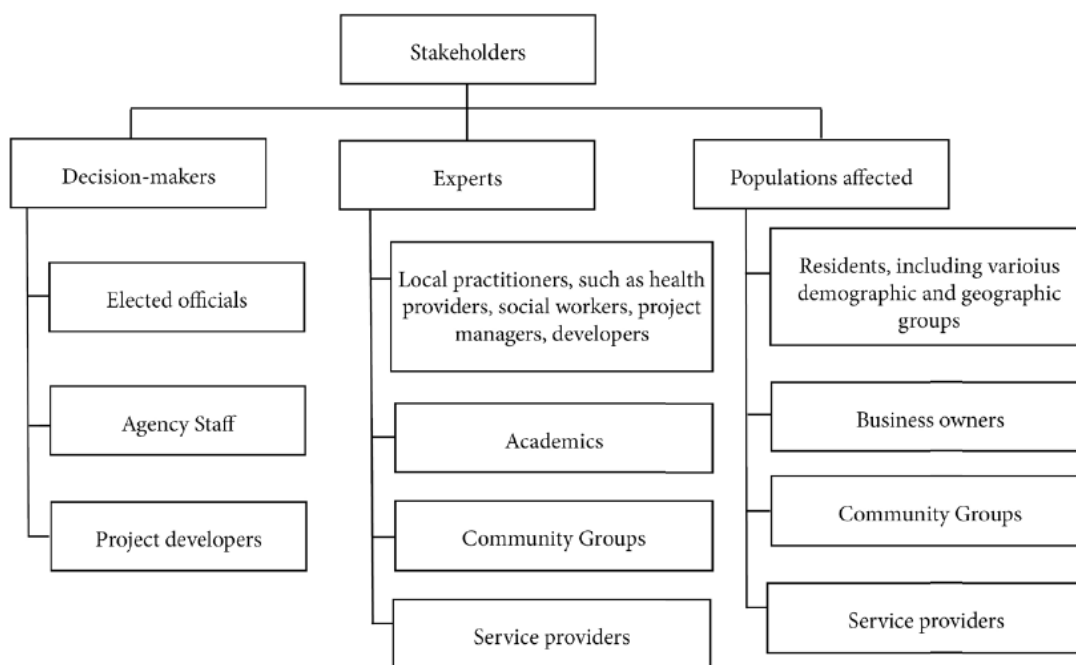 Stakeholders
Decision-makers
Experts
Populations affected
Elected officials
Agency Staff
Project developers
Local practitioners, such as health
providers, social workers, project
managers, developers
Academics
Community Groups
Service providers
Residents, including varioius
demographic and geographic
groups
Business owners
Community Groups
Service providers